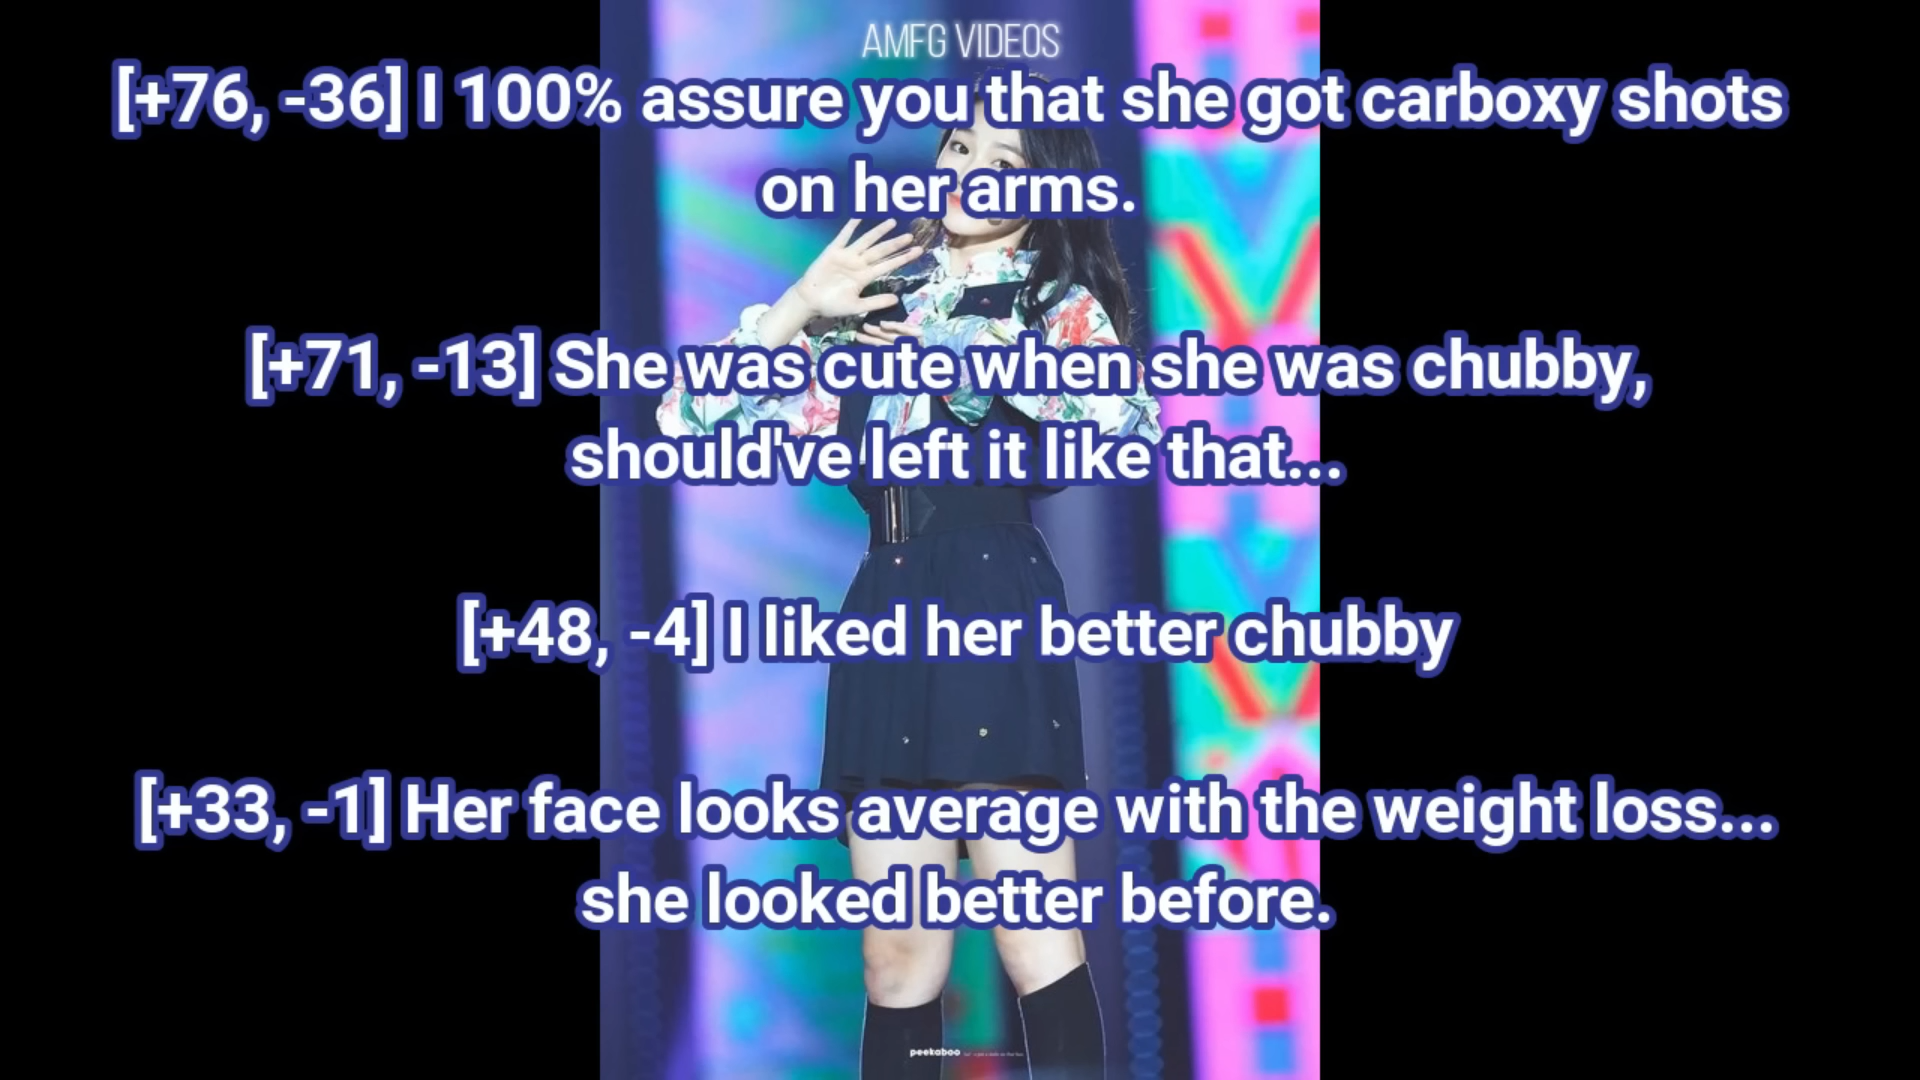 AMFG VIDEOS
[+76, -36] I 100% assure you that she got carboxy shots
on her arms.
[+71, -13] She was cute when she was chubby,
should've left it like that...
[+48, -4] I liked her better chubby
[+33, -1] Her face looks average with the weight loss...
she looked better before.
peekaboo